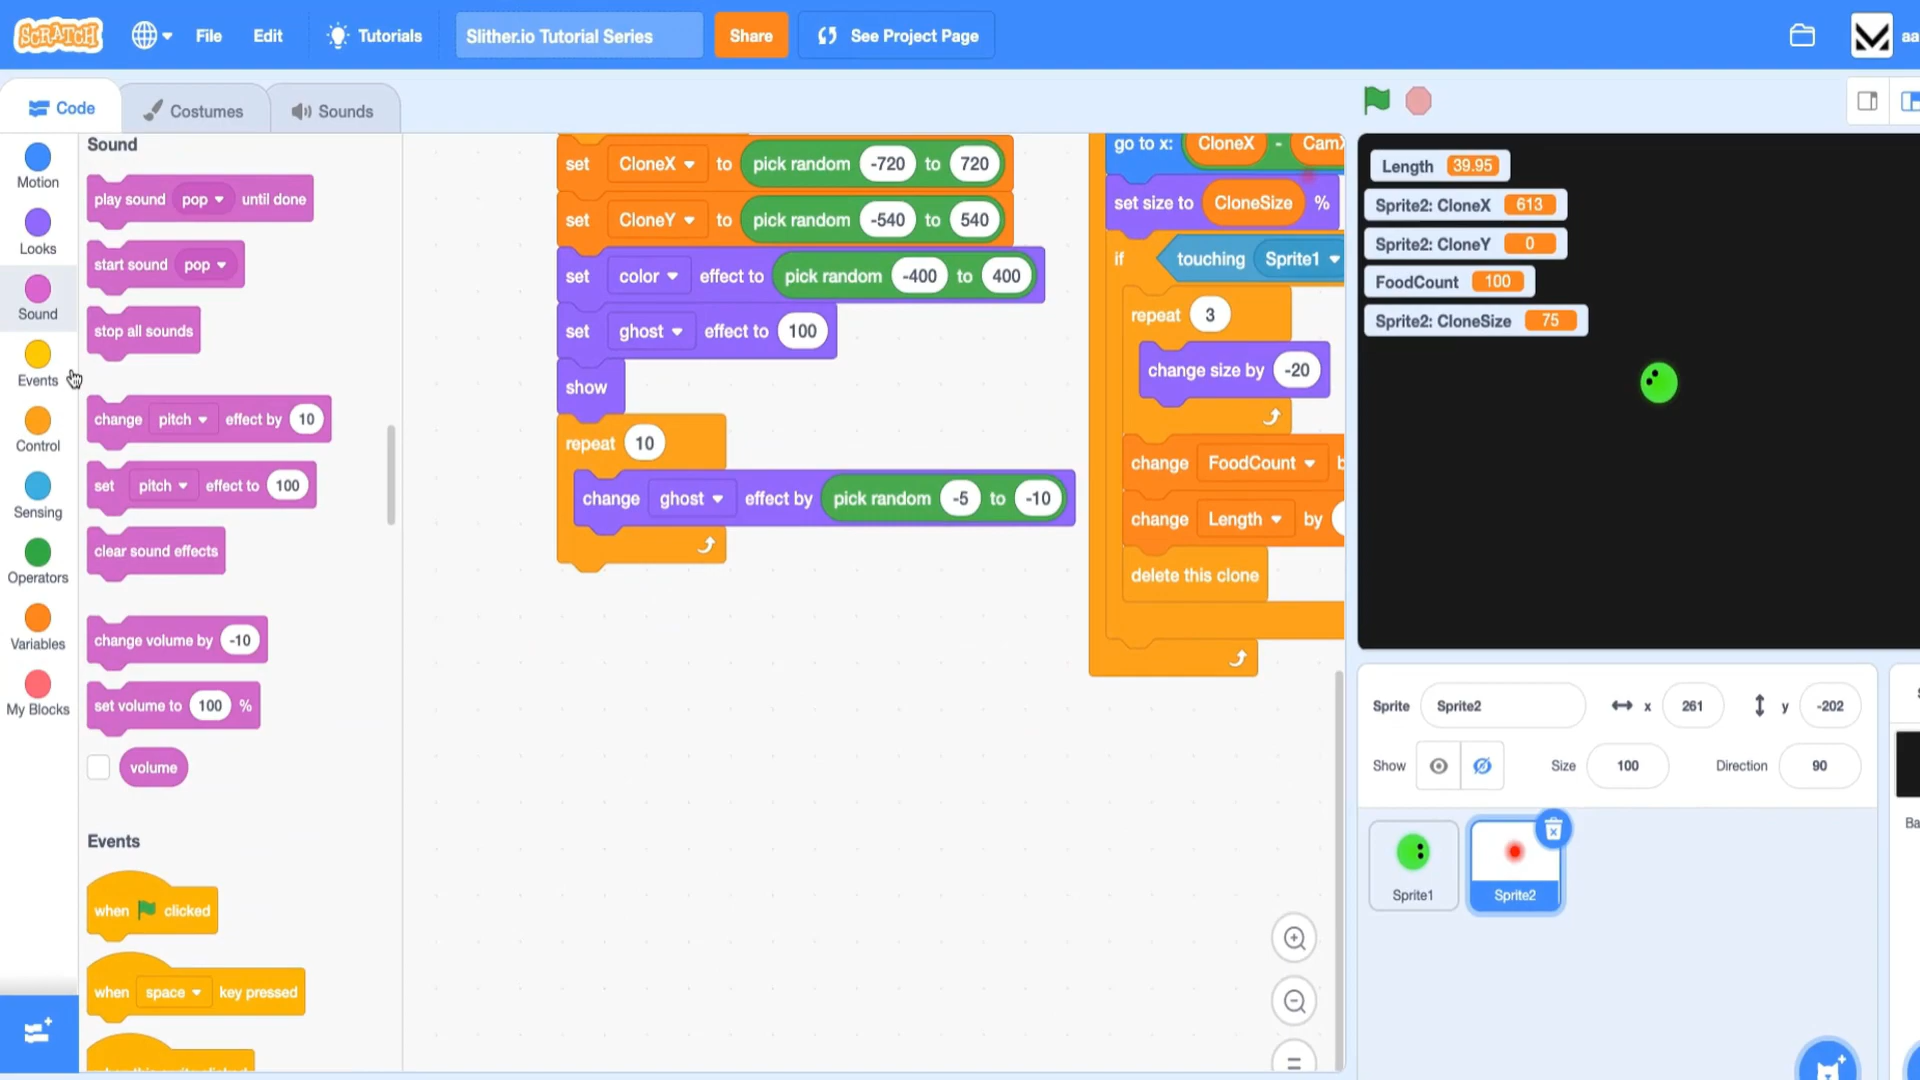 SCRATCH File Edit Tutorials Slither.io Tutorial Series Share See Project Page aa
Code Costumes Sounds
Motion
Looks
Sound
Events
Control
Sensing
Operators
Variables
My Blocks
Sound
play sound pop until done
start sound pop
stop all sounds
change pitch effect by 10
set pitch effect to 100
clear sound effects
change volume by -10
set volume to 100 %
volume
Events
when clicked
when space key pressed
set CloneX to pick random -720 to 720
set CloneY to pick random -540 to 540
set color effect to pick random -400 to 400
set ghost effect to 100
show
repeat 10
change ghost effect by pick random -5 to -10
go to x: CloneX - CamX
set size to CloneSize %
if touching Sprite1
repeat 3
change size by -20
change FoodCount b
change Length by
delete this clone
Length 39.95
Sprite2: CloneX 613
Sprite2: CloneY 0
FoodCount 100
Sprite2: CloneSize 75
Sprite Sprite2 x 261 y -202
Show Size 100 Direction 90
Sprite1
Sprite2
Ba